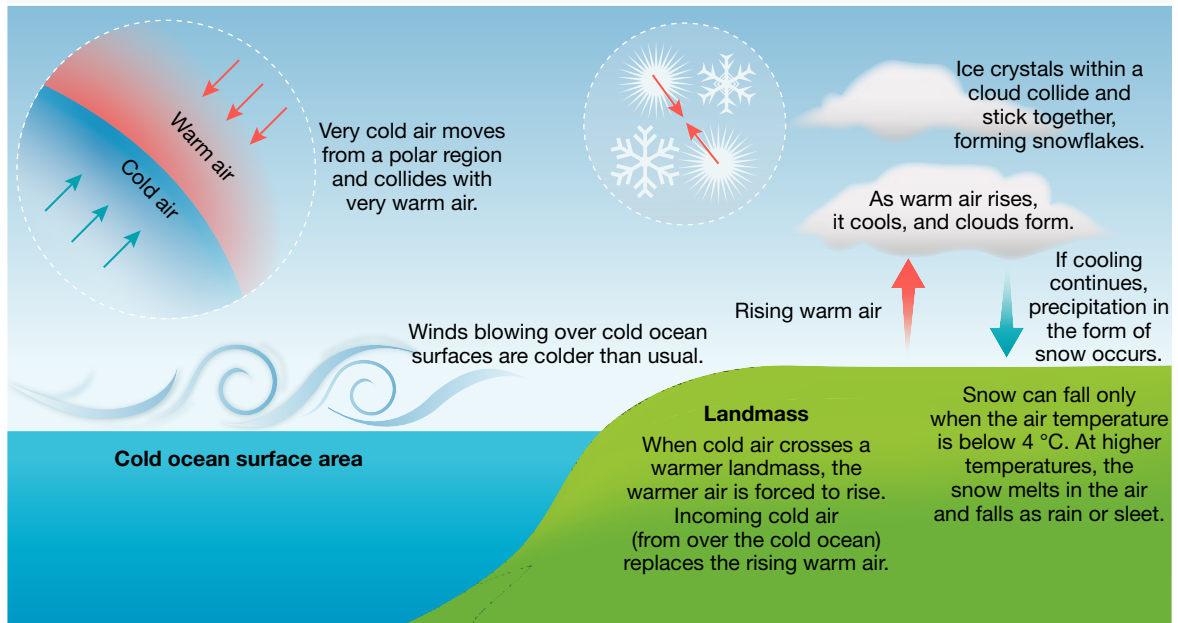 Warm air
Cold air
Very cold air moves
from a polar region
and collides with
very warm air.
Ice crystals within a
cloud collide and
stick together,
forming snowflakes.
As warm air rises,
it cools, and clouds form.
If cooling
continues,
precipitation in
the form of
snow occurs.
Rising warm air
Winds blowing over cold ocean
surfaces are colder than usual.
Cold ocean surface area
Landmass
When cold air crosses a
warmer landmass, the
warmer air is forced to rise.
Incoming cold air
(from over the cold ocean)
replaces the rising warm air.
Snow can fall only
when the air temperature
is below 4 °C. At higher
temperatures, the
snow melts in the air
and falls as rain or sleet.